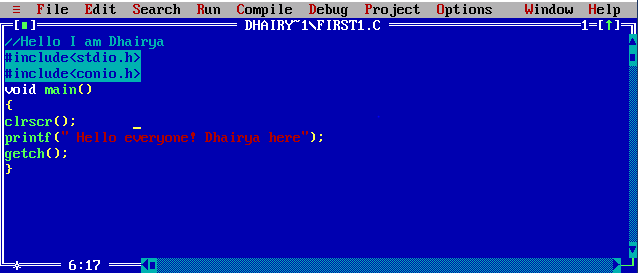 ≡ File Edit Search Run Compile Debug Project Options Window Help
[■] DHAIRY~1\FIRST1.C 1=[↑]
//Hello I am Dhairya
#include<stdio.h>
#include<conio.h>
void main()
{
clrscr();
printf(" Hello everyone! Dhairya here");
getch();
}
6:17